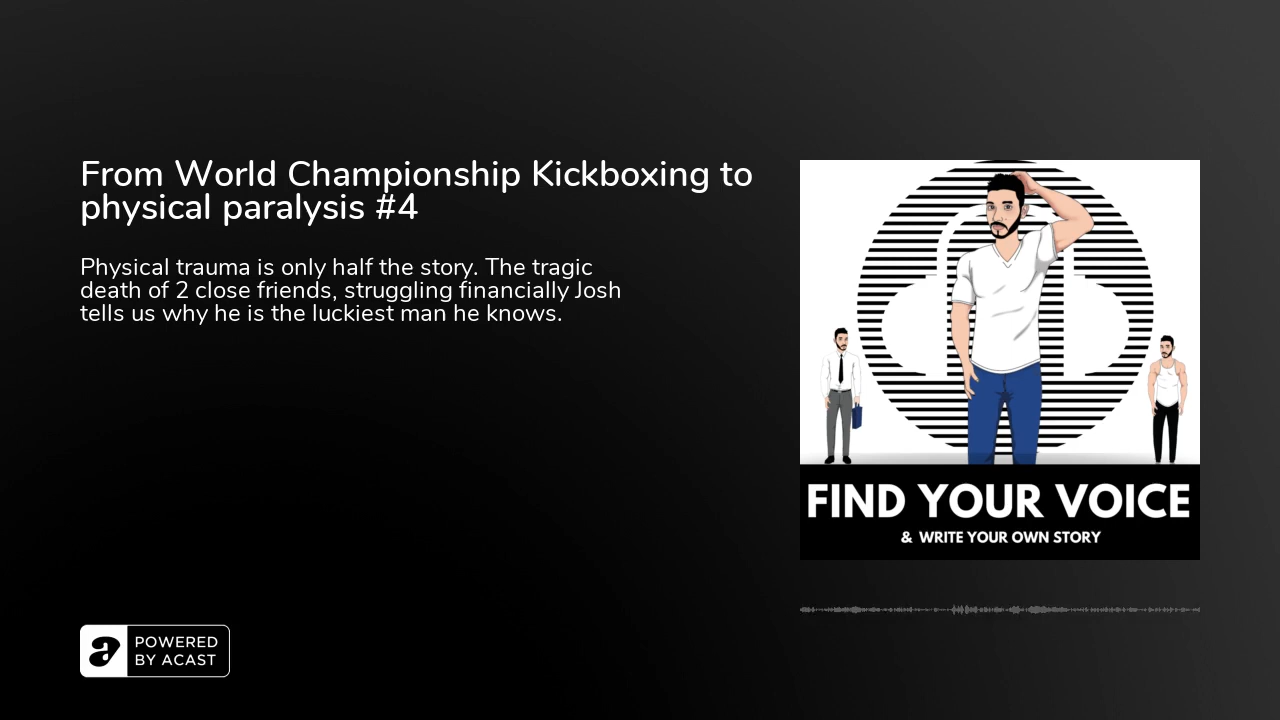 From World Championship Kickboxing to
physical paralysis #4
Physical trauma is only half the story. The tragic
death of 2 close friends, struggling financially Josh
tells us why he is the luckiest man he knows.
FIND YOUR VOICE
& WRITE YOUR OWN STORY
a
POWERED
BY ACAST